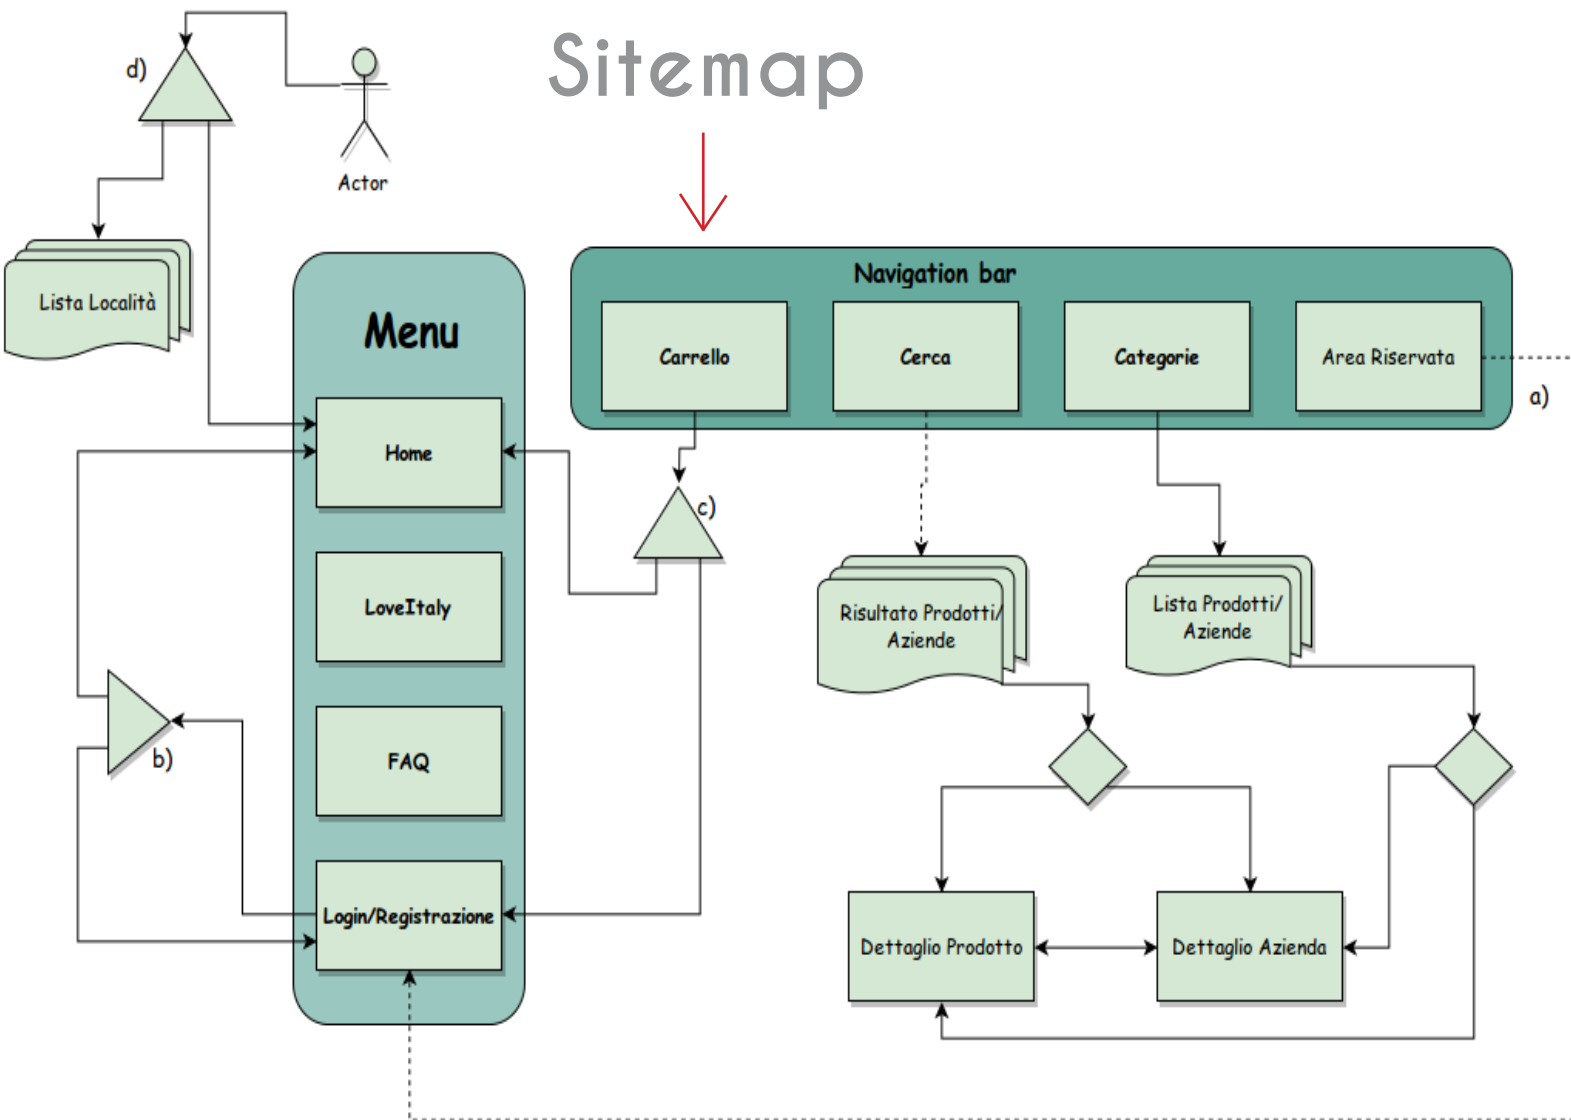 Sitemap
d)
Actor
Lista Località
Menu
Home
LoveItaly
FAQ
Login/Registrazione
b)
Navigation bar
Carrello
Cerca
Categorie
Area Riservata
a)
c)
Risultato Prodotti/
Aziende
Lista Prodotti/
Aziende
Dettaglio Prodotto
Dettaglio Azienda